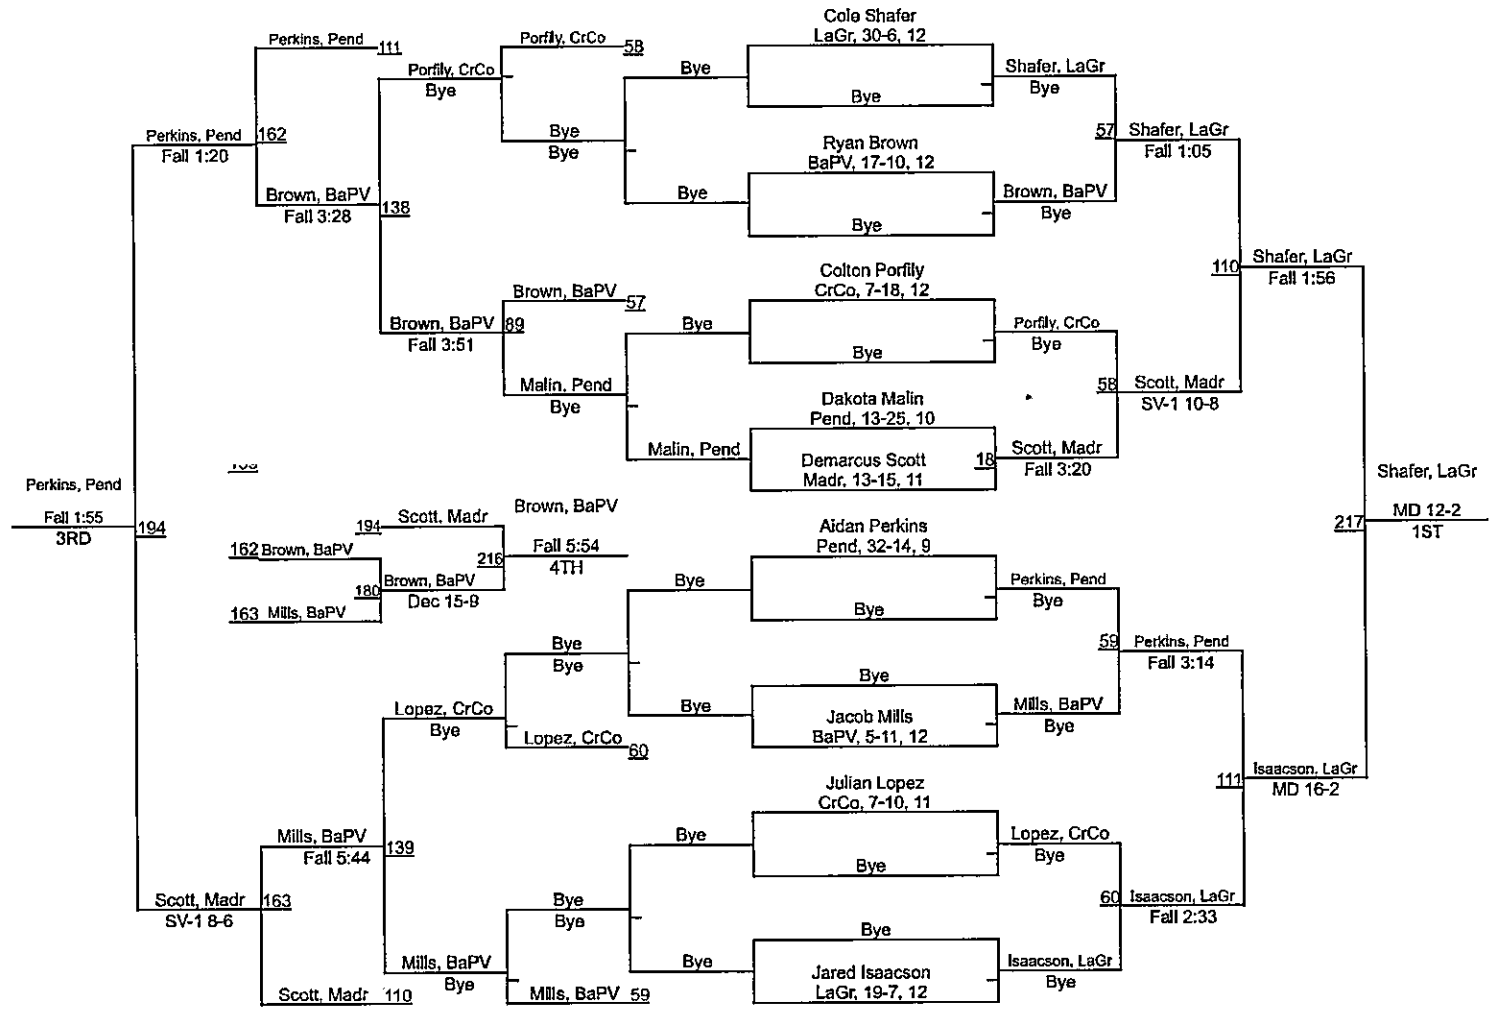 Cole Shafer
LaGr, 30-6, 12
Bye
Ryan Brown
BaPV, 17-10, 12
Bye
Colton Porfily
CrCo, 7-18, 12
Bye
Dakota Malin
Pend, 13-25, 10
Demarcus Scott
Madr, 13-15, 11
18
Aidan Perkins
Pend, 32-14, 9
Bye
Bye
Jacob Mills
BaPV, 5-11, 12
Julian Lopez
CrCo, 7-10, 11
Bye
Bye
Jared Isaacson
LaGr, 19-7, 12
Shafer, LaGr
Bye
Brown, BaPV
Bye
Porfily, CrCo
Bye
Scott, Madr
Fall 3:20
Perkins, Pend
Bye
Mills, BaPV
Bye
Lopez, CrCo
Bye
Isaacson, LaGr
Bye
57
Shafer, LaGr
Fall 1:05
58
Scott, Madr
SV-1 10-8
59
Perkins, Pend
Fall 3:14
60
Isaacson, LaGr
Fall 2:33
110
Shafer, LaGr
Fall 1:56
111
Isaacson, LaGr
MD 16-2
217
Shafer, LaGr
MD 12-2
1ST
Bye
Bye
Bye
Malin, Pend
Bye
Bye
Bye
Bye
Porfily, CrCo
58
Bye
Bye
Brown, BaPV
57
Malin, Pend
Bye
Bye
Bye
Lopez, CrCo
60
Bye
Bye
Mills, BaPV
59
Porfily, CrCo
Bye
Brown, BaPV
89
Fall 3:51
Lopez, CrCo
Bye
Mills, BaPV
Bye
Perkins, Pend
111
Brown, BaPV
138
Fall 3:28
Mills, BaPV
139
Fall 5:44
Scott, Madr
110
Perkins, Pend
162
Fall 1:20
Scott, Madr
163
SV-1 8-6
Perkins, Pend
Fall 1:55
194
3RD
194
Scott, Madr
162
Brown, BaPV
163
Mills, BaPV
180
Brown, BaPV
Dec 15-9
216
Brown, BaPV
Fall 5:54
4TH